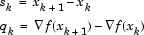 s_k = x_{k+1} - x_k
q_k = ∇f(x_{k+1}) - ∇f(x_k)